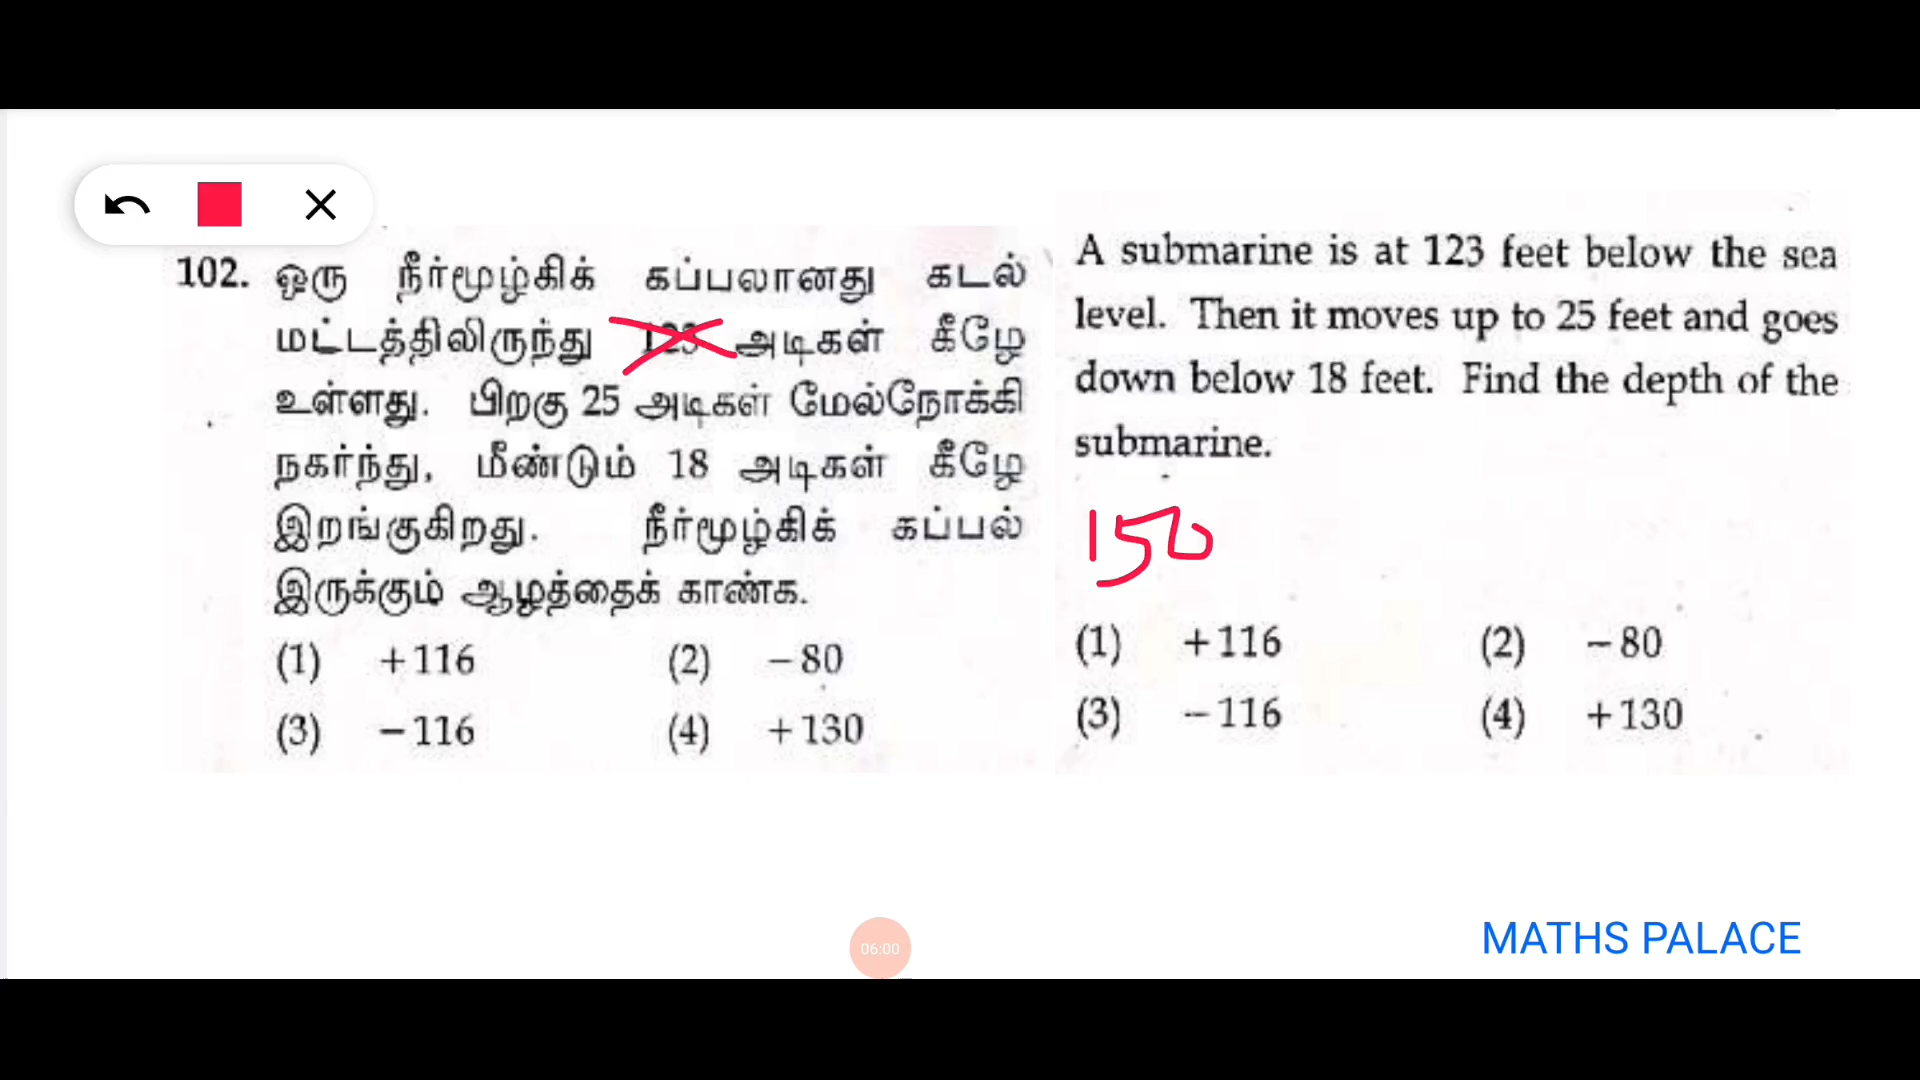 102. ஒரு நீர்மூழ்கிக் கப்பலானது கடல்
மட்டத்திலிருந்து 123 அடிகள் கீழே
உள்ளது. பிறகு 25 அடிகள் மேல்நோக்கி
நகர்ந்து, மீண்டும் 18 அடிகள் கீழே
இறங்குகிறது. நீர்மூழ்கிக் கப்பல்
இருக்கும் ஆழத்தைக் காண்க.
(1) +116 (2) −80
(3) −116 (4) +130
A submarine is at 123 feet below the sea
level. Then it moves up to 25 feet and goes
down below 18 feet. Find the depth of the
submarine.
150
(1) +116 (2) −80
(3) −116 (4) +130
06:00
MATHS PALACE